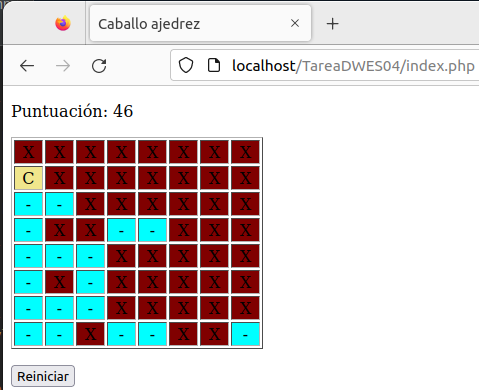 Caballo ajedrez
localhost/TareaDWES04/index.php
Puntuación: 46
X X X X X X X X
C X X X X X X X
- - X X X X X X
- X X - - X X X
- - - X X X X X
- X - X X X X X
- - - X X X X X
- - X - - X X -
Reiniciar